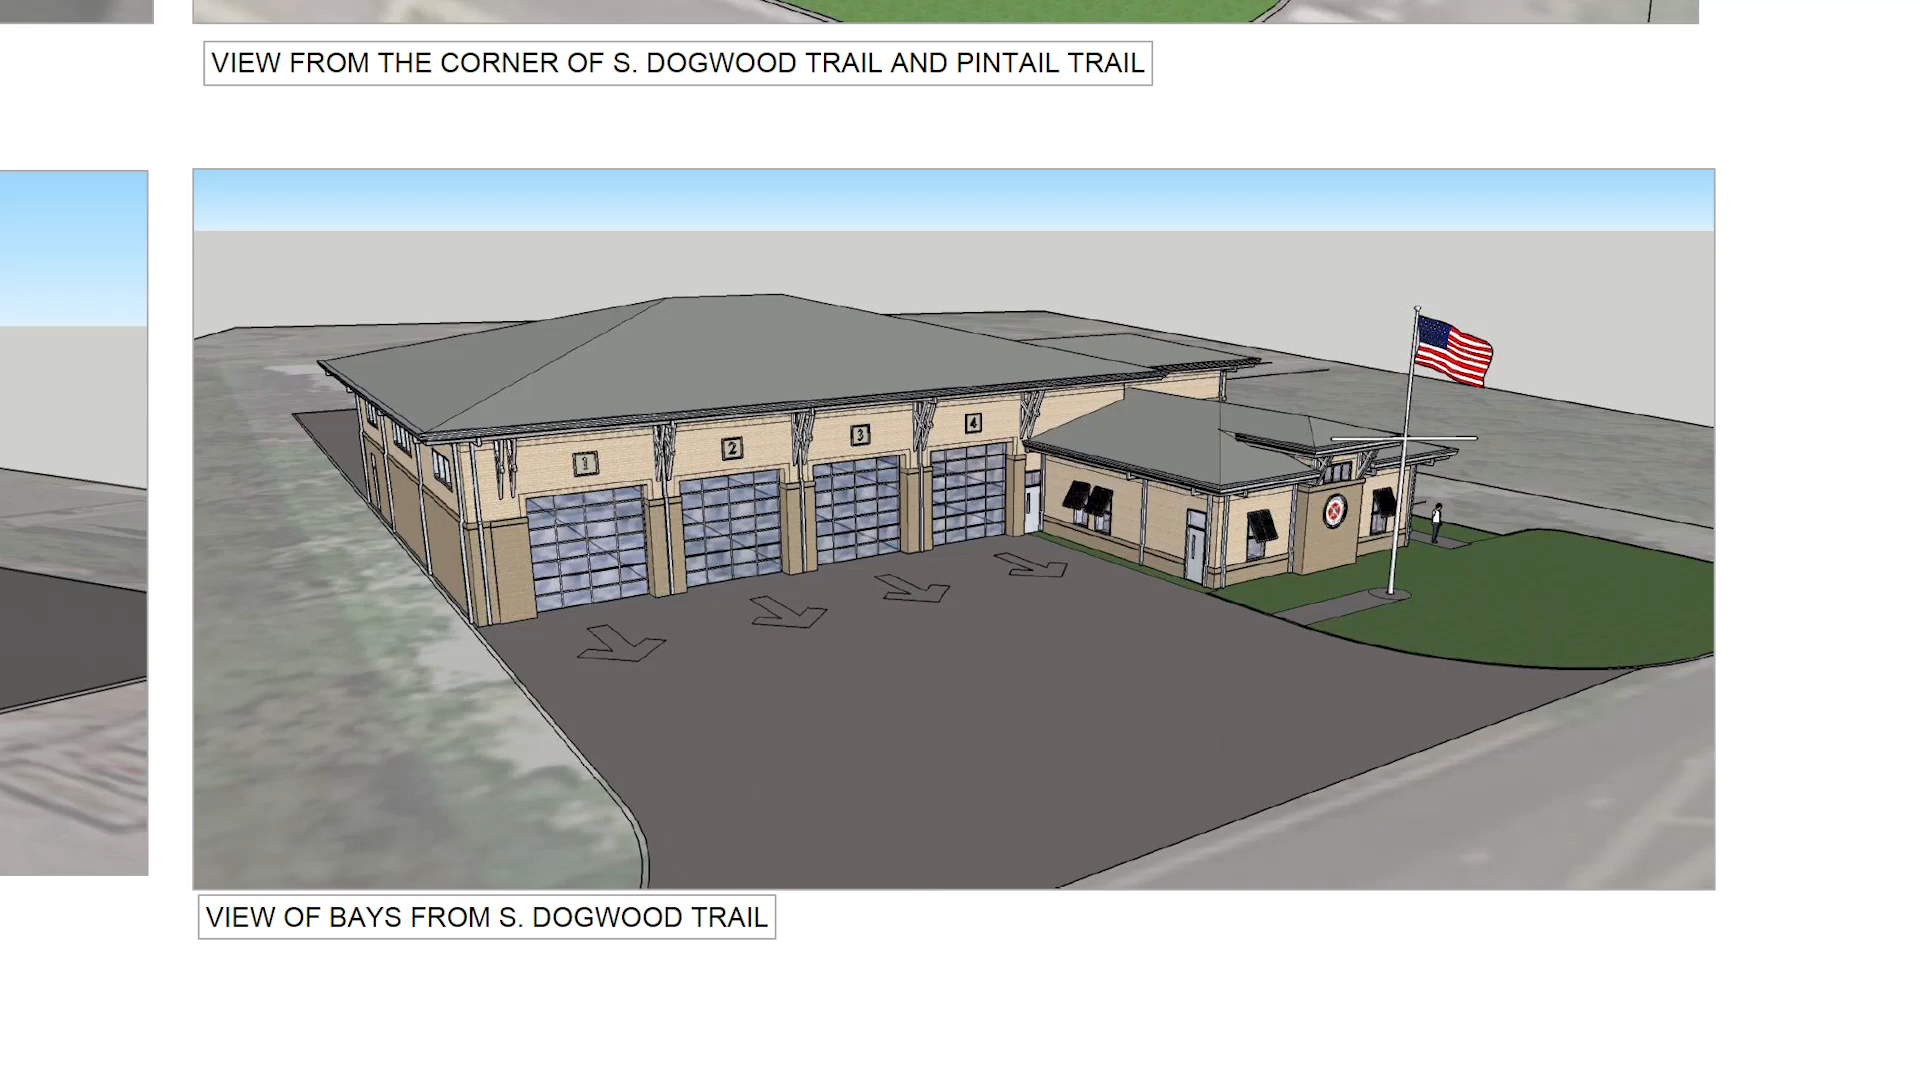 VIEW FROM THE CORNER OF S. DOGWOOD TRAIL AND PINTAIL TRAIL
1
2
3
4
VIEW OF BAYS FROM S. DOGWOOD TRAIL